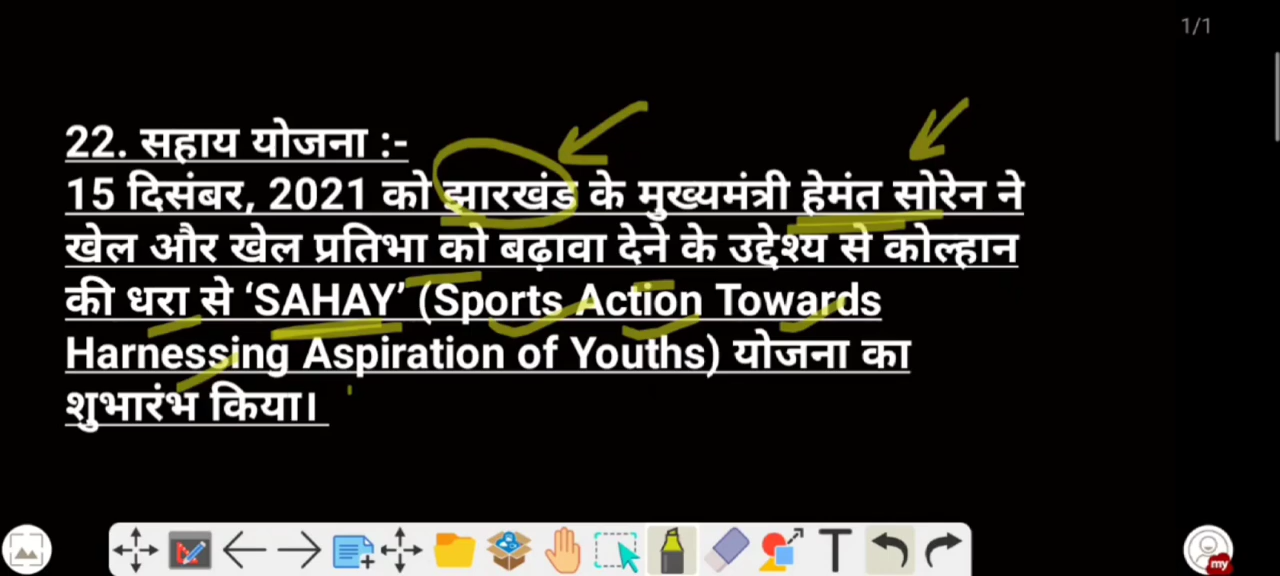 1/1
22. सहाय योजना :-
15 दिसंबर, 2021 को झारखंड के मुख्यमंत्री हेमंत सोरेन ने
खेल और खेल प्रतिभा को बढ़ावा देने के उद्देश्य से कोल्हान
की धरा से ‘SAHAY’ (Sports Action Towards
Harnessing Aspiration of Youths) योजना का
शुभारंभ किया।
T
my